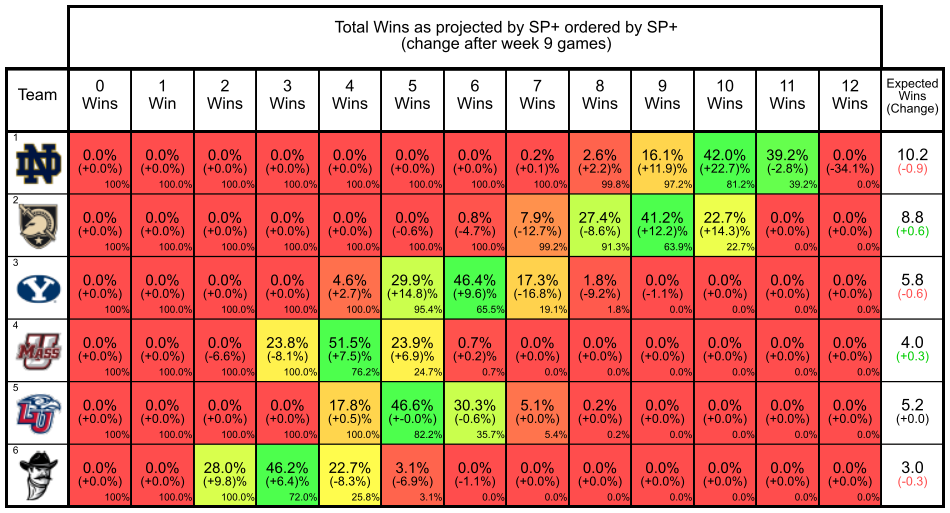 Total Wins as projected by SP+ ordered by SP+
(change after week 9 games)
Team 0 Wins 1 Win 2 Wins 3 Wins 4 Wins 5 Wins 6 Wins 7 Wins 8 Wins 9 Wins 10 Wins 11 Wins 12 Wins Expected Wins (Change)
1
ND
0.0% 0.0% 0.0% 0.0% 0.0% 0.0% 0.0% 0.2% 2.6% 16.1% 42.0% 39.2% 0.0% 10.2
(+0.0%) (+0.0%) (+0.0%) (+0.0%) (+0.0%) (+0.0%) (+0.0%) (+0.1%) (+2.2%) (+11.9%) (+22.7%) (-2.8%) (-34.1%) (-0.9)
100% 100.0% 100.0% 100.0% 100.0% 100.0% 100.0% 100.0% 99.8% 97.2% 81.2% 39.2% 0.0%
2
0.0% 0.0% 0.0% 0.0% 0.0% 0.0% 0.8% 7.9% 27.4% 41.2% 22.7% 0.0% 0.0% 8.8
(+0.0%) (+0.0%) (+0.0%) (+0.0%) (+0.0%) (-0.6%) (-4.7%) (-12.7%) (-8.6%) (+12.2%) (+14.3%) (+0.0%) (+0.0%) (+0.6)
100% 100.0% 100.0% 100.0% 100.0% 100.0% 100.0% 99.2% 91.3% 63.9% 22.7% 0.0% 0.0%
3
Y
0.0% 0.0% 0.0% 0.0% 4.6% 29.9% 46.4% 17.3% 1.8% 0.0% 0.0% 0.0% 0.0% 5.8
(+0.0%) (+0.0%) (+0.0%) (+0.0%) (+2.7)% (+14.8)% (+9.6)% (-16.8%) (-9.2%) (-1.1%) (+0.0%) (+0.0%) (+0.0%) (-0.6)
100% 100.0% 100.0% 100.0% 100.0% 95.4% 65.5% 19.1% 1.8% 0.0% 0.0% 0.0% 0.0%
4
U
MASS
0.0% 0.0% 0.0% 23.8% 51.5% 23.9% 0.7% 0.0% 0.0% 0.0% 0.0% 0.0% 0.0% 4.0
(+0.0%) (+0.0%) (-6.6%) (-8.1%) (+7.5)% (+6.9)% (+0.2)% (+0.0%) (+0.0%) (+0.0%) (+0.0%) (+0.0%) (+0.0%) (+0.3)
100% 100.0% 100.0% 100.0% 76.2% 24.7% 0.7% 0.0% 0.0% 0.0% 0.0% 0.0% 0.0%
5
LU
0.0% 0.0% 0.0% 0.0% 17.8% 46.6% 30.3% 5.1% 0.2% 0.0% 0.0% 0.0% 0.0% 5.2
(+0.0%) (+0.0%) (+0.0%) (+0.0%) (+0.5) (+-0.0%) (-0.6%) (+0.0%) (+0.0%) (+0.0%) (+0.0%) (+0.0%) (+0.0%) (+0.0)
100% 100.0% 100.0% 100.0% 100.0% 82.2% 35.7% 5.4% 0.2% 0.0% 0.0% 0.0% 0.0%
6
0.0% 0.0% 28.0% 46.2% 22.7% 3.1% 0.0% 0.0% 0.0% 0.0% 0.0% 0.0% 0.0% 3.0
(+0.0%) (+0.0%) (+9.8)% (+6.4)% (-8.3%) (-6.9%) (-1.1%) (+0.0%) (+0.0%) (+0.0%) (+0.0%) (+0.0%) (+0.0%) (-0.3)
100% 100.0% 100.0% 72.0% 25.8% 3.1% 0.0% 0.0% 0.0% 0.0% 0.0% 0.0% 0.0%